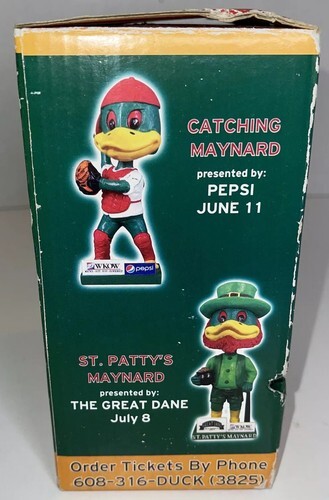 CATCHING
MAYNARD
presented by:
PEPSI
JUNE 11
WKOW
pepsi
ST. PATTY'S
MAYNARD
presented by:
THE GREAT DANE
July 8
WKOW
ST. PATTY'S MAYNARD
Order Tickets By Phone
608-316-DUCK (3825)